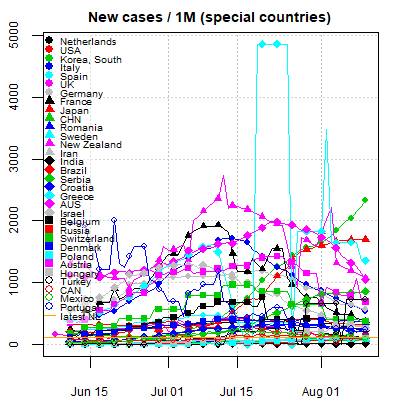 New cases / 1M (special countries)
5000
4000
3000
2000
1000
0
Netherlands
USA
Korea, South
Italy
Spain
UK
Germany
France
Japan
CHN
Romania
Sweden
New Zealand
Iran
India
Brazil
Serbia
Croatia
Greece
AUS
Israel
Belgium
Russia
Switzerland
Denmark
Poland
Austria
Hungary
Turkey
CAN
Mexico
Portugal
latest NL
Jun 15
Jul 01
Jul 15
Aug 01